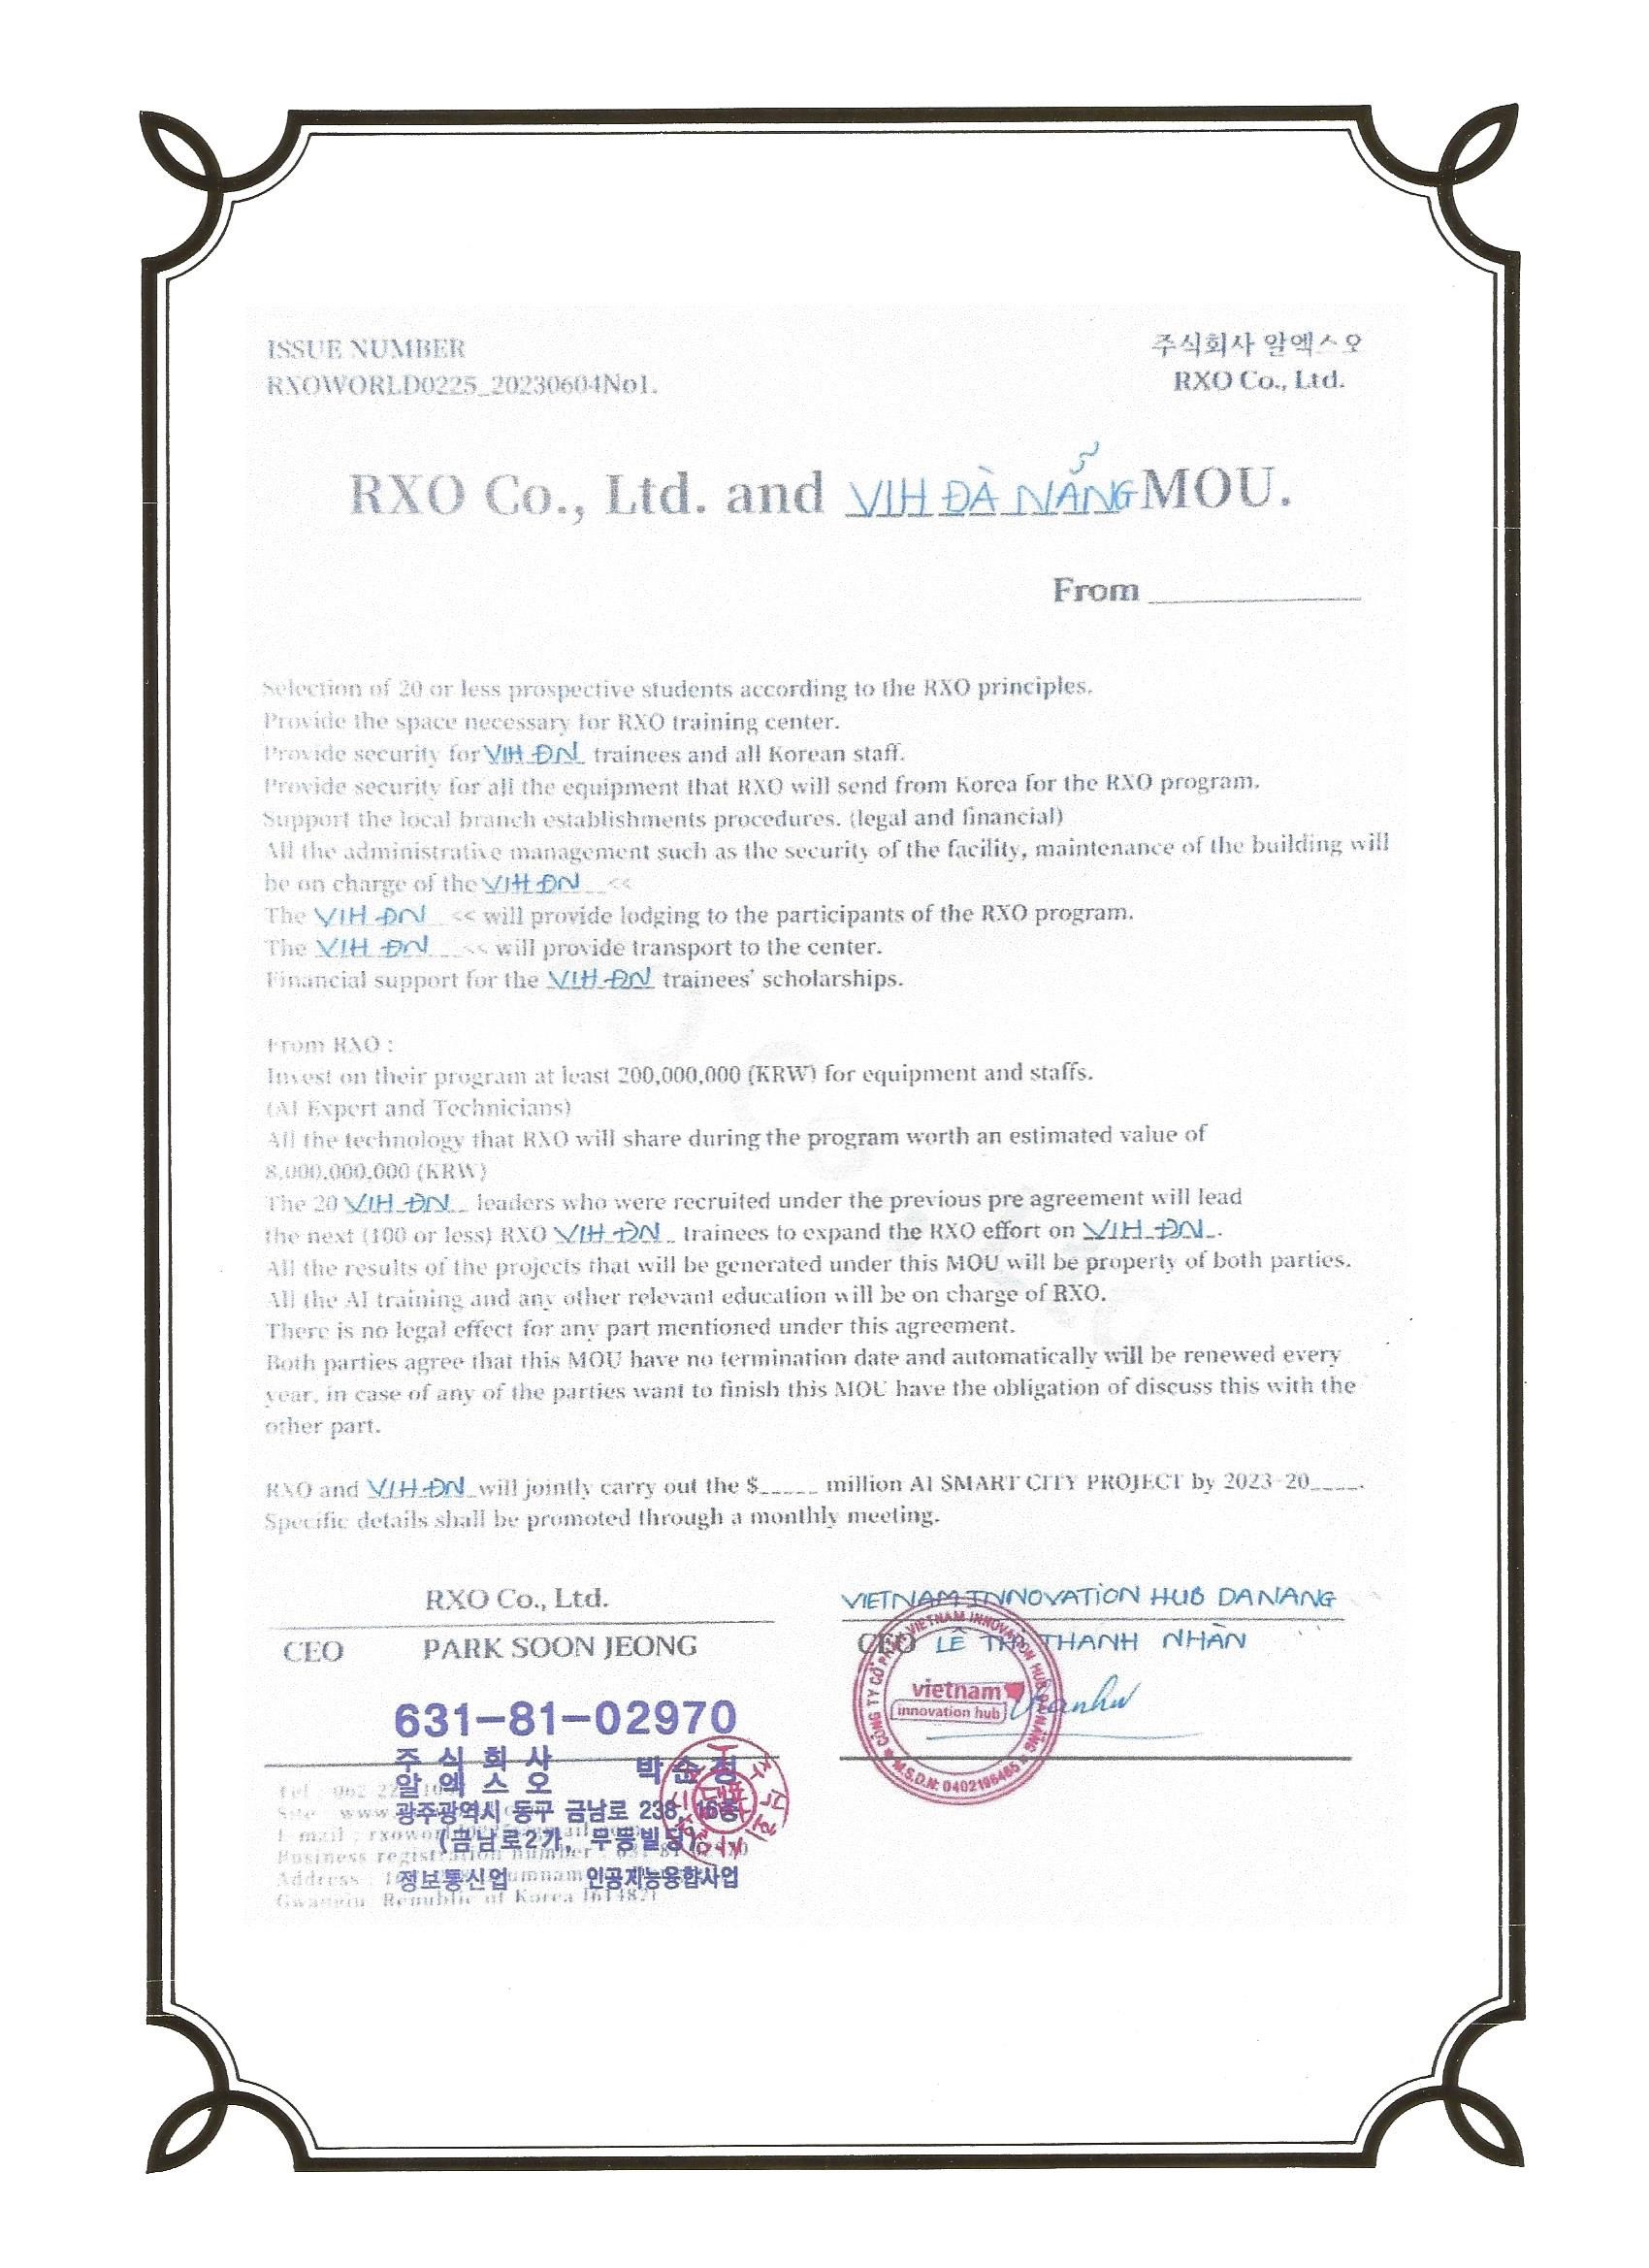 ISSUE NUMBER
RXOWORLD0225_20230604No1.
주식회사 알엑스오
RXO Co., Ltd.
RXO Co., Ltd. and VIH ĐÀ NẴNG MOU.
From
Selection of 20 or less prospective students according to the RXO principles.
Provide the space necessary for RXO training center.
Provide security for VIH ĐN trainees and all Korean staff.
Provide security for all the equipment that RXO will send from Korea for the RXO program.
Support the local branch establishments procedures. (legal and financial)
All the administrative management such as the security of the facility, maintenance of the building will
be on charge of the VIH ĐN <<
The VIH ĐN << will provide lodging to the participants of the RXO program.
The VIH ĐN << will provide transport to the center.
Financial support for the VIH ĐN trainees' scholarships.
From RXO :
Invest on their program at least 200,000,000 (KRW) for equipment and staffs.
(AI Expert and Technicians)
All the technology that RXO will share during the program worth an estimated value of
8,000,000,000 (KRW)
The 20 VIH ĐN leaders who were recruited under the previous pre agreement will lead
the next (100 or less) RXO VIH ĐN trainees to expand the RXO effort on VIH ĐN.
All the results of the projects that will be generated under this MOU will be property of both parties.
All the AI training and any other relevant education will be on charge of RXO.
There is no legal effect for any part mentioned under this agreement.
Both parties agree that this MOU have no termination date and automatically will be renewed every
year, in case of any of the parties want to finish this MOU have the obligation of discuss this with the
other part.
RXO and VIH ĐN will jointly carry out the $_____ million AI SMART CITY PROJECT by 2023-20____.
Specific details shall be promoted through a monthly meeting.
RXO Co., Ltd.
CEO PARK SOON JEONG
VIETNAM INNOVATION HUB DANANG
CEO LÊ THỊ THANH NHÀN
vietnam
innovation hub
CÔNG TY CỔ PHẦN VIETNAM INNOVATION HUB ĐÀ NẴNG
M.S.D.N: 0402196465
631-81-02970
주 식 회 사 박순정
알 엑 스 오
광주광역시 동구 금남로 238, 16층
(금남로2가, 무등빌딩)
정보통신업 인공지능융합사업
Tel : 062
Site : www.
E-mail :
Business registration number :
Address :
Gwangju, Republic of Korea [61482]